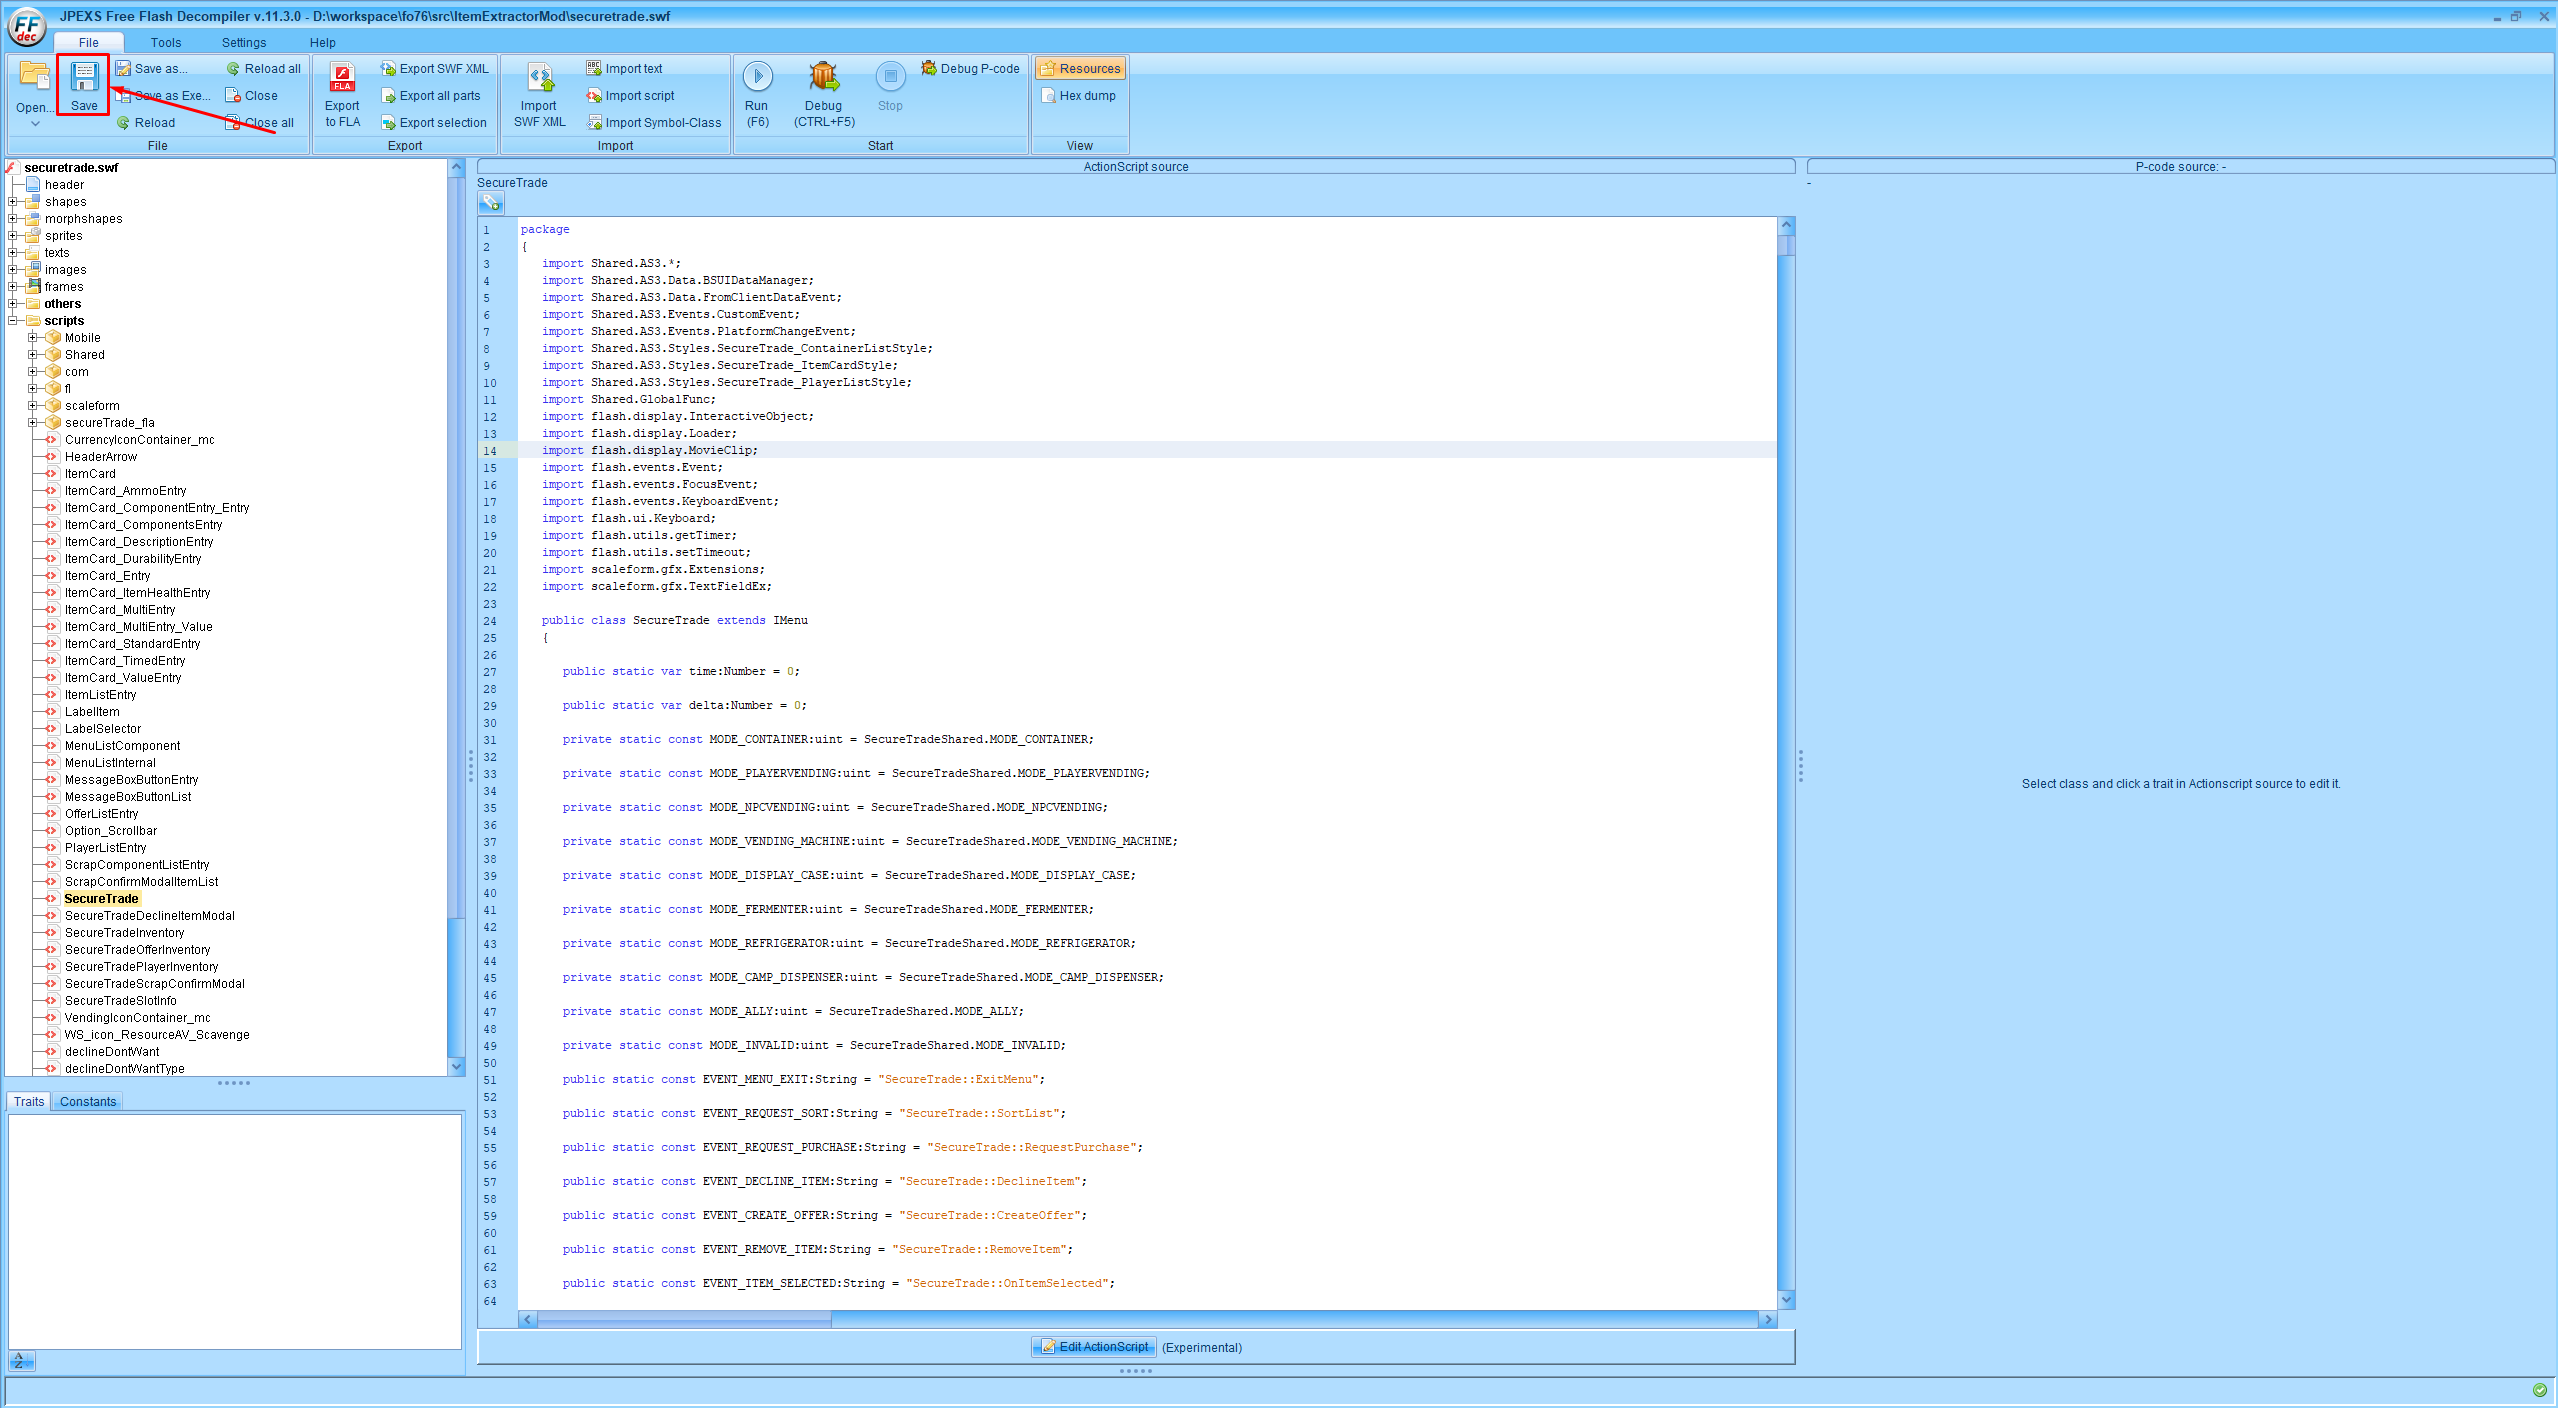 JPEXS Free Flash Decompiler v.11.3.0 - D:\workspace\fo76\src\ItemExtractorMod\securetrade.swf
FF dec
File Tools Settings Help
Open...
Save
Save as...
Save as Exe...
Reload
Reload all
Close
Close all
File
Export to FLA
Export SWF XML
Export all parts
Export selection
Export
Import SWF XML
Import text
Import script
Import Symbol-Class
Import
Run (F6)
Debug (CTRL+F5)
Stop
Debug P-code
Start
Resources
Hex dump
View
securetrade.swf
header
shapes
morphshapes
sprites
texts
images
frames
others
scripts
Mobile
Shared
com
fl
scaleform
secureTrade_fla
CurrencyIconContainer_mc
HeaderArrow
ItemCard
ItemCard_AmmoEntry
ItemCard_ComponentEntry_Entry
ItemCard_ComponentsEntry
ItemCard_DescriptionEntry
ItemCard_DurabilityEntry
ItemCard_Entry
ItemCard_ItemHealthEntry
ItemCard_MultiEntry
ItemCard_MultiEntry_Value
ItemCard_StandardEntry
ItemCard_TimedEntry
ItemCard_ValueEntry
ItemListEntry
LabelItem
LabelSelector
MenuListComponent
MenuListInternal
MessageBoxButtonEntry
MessageBoxButtonList
OfferListEntry
Option_Scrollbar
PlayerListEntry
ScrapComponentListEntry
ScrapConfirmModalItemList
SecureTrade
SecureTradeDeclineItemModal
SecureTradeInventory
SecureTradeOfferInventory
SecureTradePlayerInventory
SecureTradeScrapConfirmModal
SecureTradeSlotInfo
VendingIconContainer_mc
WS_icon_ResourceAV_Scavenge
declineDontWant
declineDontWantType
Traits Constants
ActionScript source
SecureTrade
1 package
2 {
3 import Shared.AS3.*;
4 import Shared.AS3.Data.BSUIDataManager;
5 import Shared.AS3.Data.FromClientDataEvent;
6 import Shared.AS3.Events.CustomEvent;
7 import Shared.AS3.Events.PlatformChangeEvent;
8 import Shared.AS3.Styles.SecureTrade_ContainerListStyle;
9 import Shared.AS3.Styles.SecureTrade_ItemCardStyle;
10 import Shared.AS3.Styles.SecureTrade_PlayerListStyle;
11 import Shared.GlobalFunc;
12 import flash.display.InteractiveObject;
13 import flash.display.Loader;
14 import flash.display.MovieClip;
15 import flash.events.Event;
16 import flash.events.FocusEvent;
17 import flash.events.KeyboardEvent;
18 import flash.ui.Keyboard;
19 import flash.utils.getTimer;
20 import flash.utils.setTimeout;
21 import scaleform.gfx.Extensions;
22 import scaleform.gfx.TextFieldEx;
23
24 public class SecureTrade extends IMenu
25 {
26
27 public static var time:Number = 0;
28
29 public static var delta:Number = 0;
30
31 private static const MODE_CONTAINER:uint = SecureTradeShared.MODE_CONTAINER;
32
33 private static const MODE_PLAYERVENDING:uint = SecureTradeShared.MODE_PLAYERVENDING;
34
35 private static const MODE_NPCVENDING:uint = SecureTradeShared.MODE_NPCVENDING;
36
37 private static const MODE_VENDING_MACHINE:uint = SecureTradeShared.MODE_VENDING_MACHINE;
38
39 private static const MODE_DISPLAY_CASE:uint = SecureTradeShared.MODE_DISPLAY_CASE;
40
41 private static const MODE_FERMENTER:uint = SecureTradeShared.MODE_FERMENTER;
42
43 private static const MODE_REFRIGERATOR:uint = SecureTradeShared.MODE_REFRIGERATOR;
44
45 private static const MODE_CAMP_DISPENSER:uint = SecureTradeShared.MODE_CAMP_DISPENSER;
46
47 private static const MODE_ALLY:uint = SecureTradeShared.MODE_ALLY;
48
49 private static const MODE_INVALID:uint = SecureTradeShared.MODE_INVALID;
50
51 public static const EVENT_MENU_EXIT:String = "SecureTrade::ExitMenu";
52
53 public static const EVENT_REQUEST_SORT:String = "SecureTrade::SortList";
54
55 public static const EVENT_REQUEST_PURCHASE:String = "SecureTrade::RequestPurchase";
56
57 public static const EVENT_DECLINE_ITEM:String = "SecureTrade::DeclineItem";
58
59 public static const EVENT_CREATE_OFFER:String = "SecureTrade::CreateOffer";
60
61 public static const EVENT_REMOVE_ITEM:String = "SecureTrade::RemoveItem";
62
63 public static const EVENT_ITEM_SELECTED:String = "SecureTrade::OnItemSelected";
64
Edit ActionScript (Experimental)
P-code source: -
-
Select class and click a trait in Actionscript source to edit it.